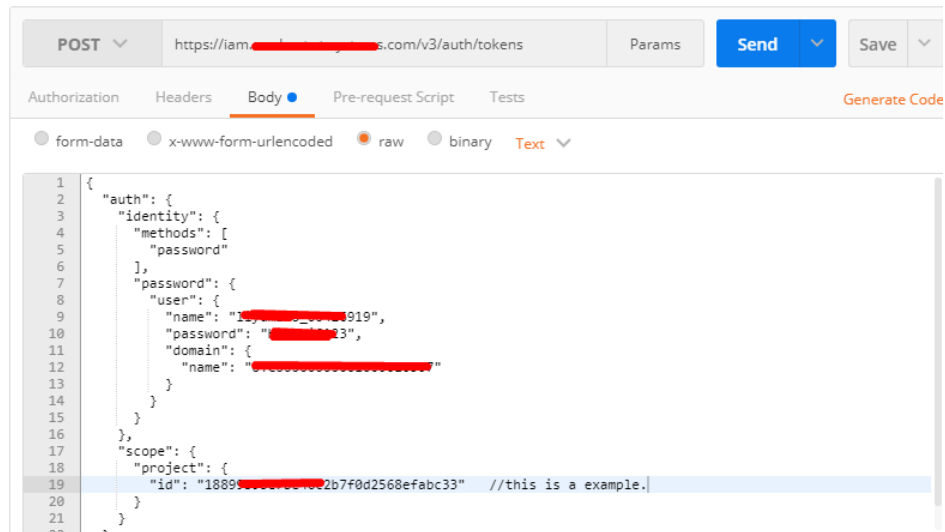 POST https://iam. s.com/v3/auth/tokens Params Send Save
Authorization Headers Body Pre-request Script Tests Generate Code
form-data x-www-form-urlencoded raw binary Text
1 {
2 "auth": {
3 "identity": {
4 "methods": [
5 "password"
6 ],
7 "password": {
8 "user": {
9 "name": " 919",
10 "password": " 23",
11 "domain": {
12 "name": " "
13 }
14 }
15 }
16 },
17 "scope": {
18 "project": {
19 "id": "1889 2b7f0d2568efabc33" //this is a example.
20 }
21 }